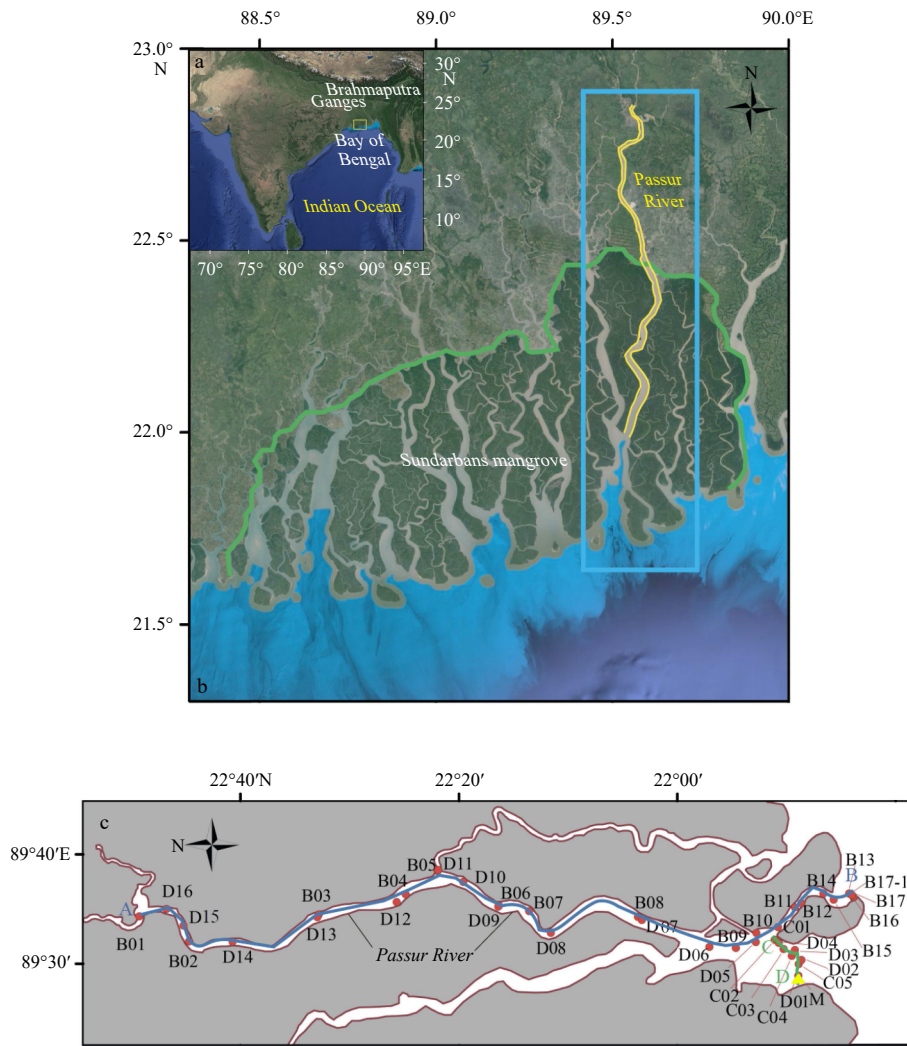 88.5° 89.0° 89.5° 90.0°
23.0°
N
22.5°
22.0°
21.5°
a
30°
N
25°
20°
15°
10°
Brahmaputra
Ganges
Bay of
Bengal
Indian Ocean
70° 75° 80° 85° 90° 95°E
N
Passur
River
Sundarbans mangrove
b
22°40′N 22°20′ 22°00′
c
N
89°40′E
89°30′
A
B01
D16
D15
B02
D14
B03
D13
B04
D12
B05
D11
D10
B06
D09
B07
D08
B08
D07
D06
B09
D05
B10
C01
B11
B12
B14
B13
B
B17-1
B17
B16
B15
C
D04
D03
D02
C05
D
C02
C03
C04
D01
M
Passur River